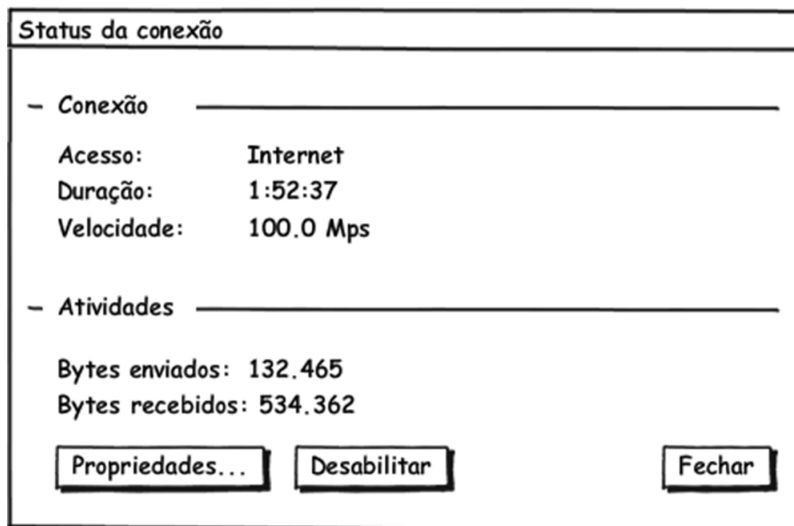 Status da conexão
Conexão
Acesso: Internet
Duração: 1:52:37
Velocidade: 100.0 Mps
Atividades
Bytes enviados: 132.465
Bytes recebidos: 534.362
Propriedades... Desabilitar Fechar